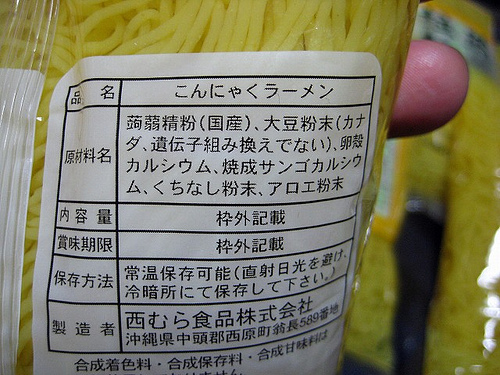 品名 こんにゃくラーメン
原材料名 蒟蒻精粉(国産)、大豆粉末(カナ
ダ、遺伝子組み換えでない)、卵殻
カルシウム、焼成サンゴカルシウ
ム、くちなし粉末、アロエ粉末
内容量 枠外記載
賞味期限 枠外記載
保存方法 常温保存可能(直射日光を避け、
冷暗所にて保存して下さい。)
製造者 西むら食品株式会社
沖縄県中頭郡西原町翁長589番地
合成着色料・合成保存料・合成甘味料は